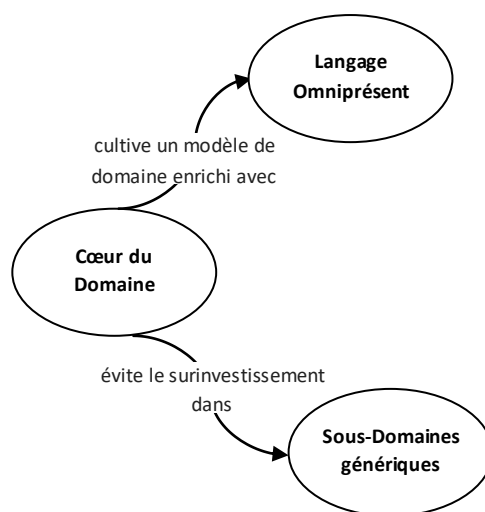 Langage
Omniprésent
cultive un modèle de
domaine enrichi avec
Cœur du
Domaine
évite le surinvestissement
dans
Sous-Domaines
génériques